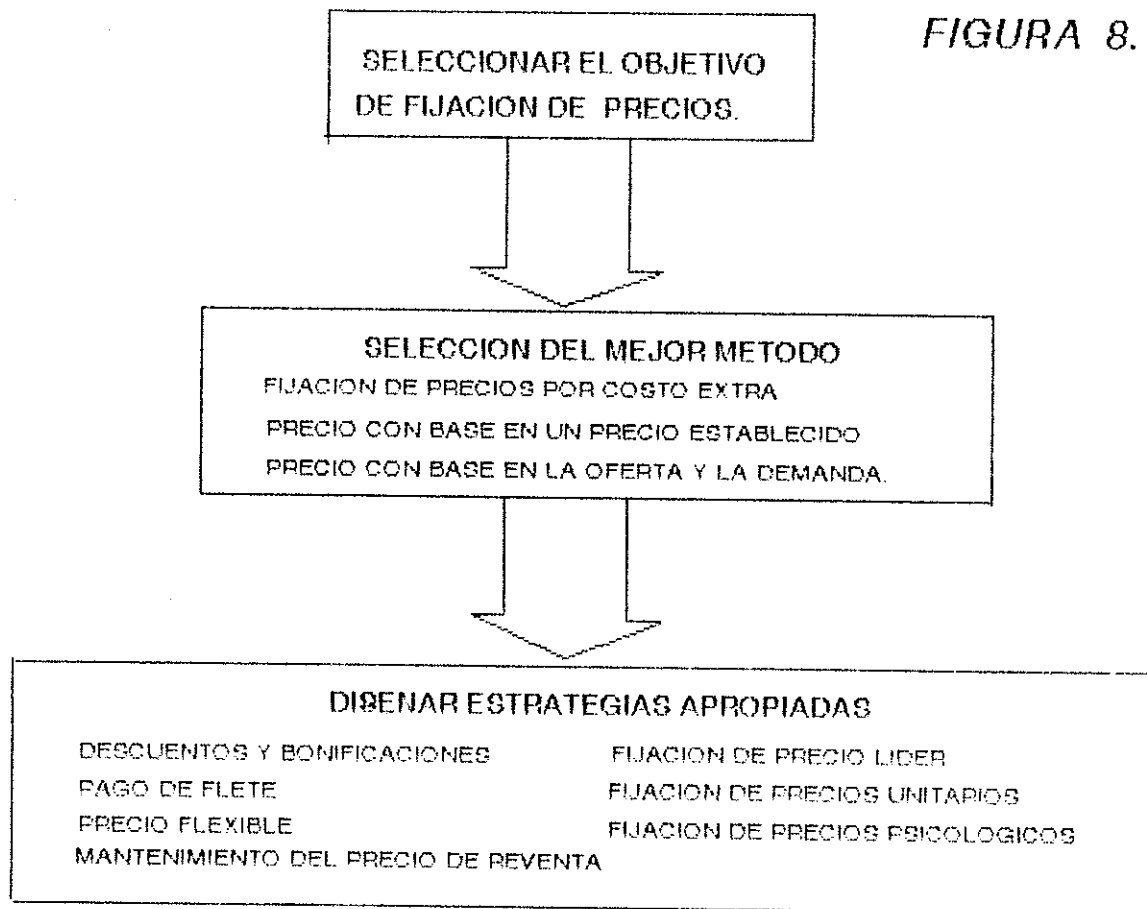 FIGURA 8.
SELECCIONAR EL OBJETIVO
DE FIJACION DE PRECIOS.
SELECCION DEL MEJOR METODO
FIJACION DE PRECIOS POR COSTO EXTRA
PRECIO CON BASE EN UN PRECIO ESTABLECIDO
PRECIO CON BASE EN LA OFERTA Y LA DEMANDA.
DISENAR ESTRATEGIAS APROPIADAS
DESCUENTOS Y BONIFICACIONES
PAGO DE FLETE
PRECIO FLEXIBLE
MANTENIMIENTO DEL PRECIO DE REVENTA
FIJACION DE PRECIO LIDER
FIJACION DE PRECIOS UNITARIOS
FIJACION DE PRECIOS PSICOLOGICOS